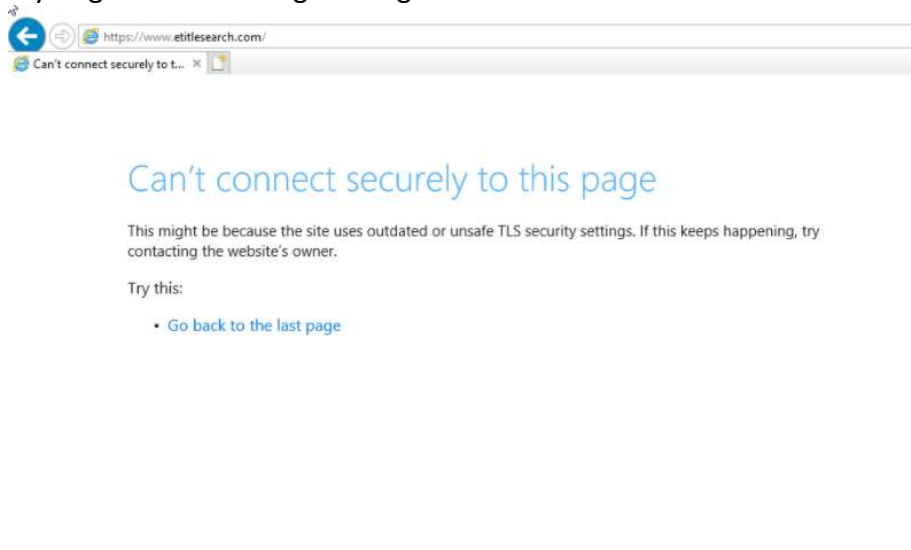 https://www.etitlesearch.com/
Can't connect securely to t... ×
Can't connect securely to this page
This might be because the site uses outdated or unsafe TLS security settings. If this keeps happening, try
contacting the website's owner.
Try this:
• Go back to the last page